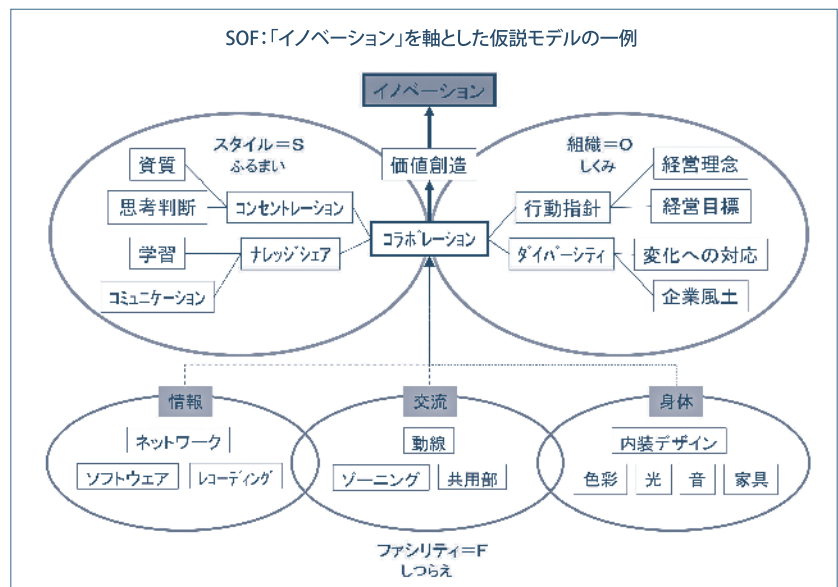 SOF：「イノベーション」を軸とした仮説モデルの一例
イノベーション
価値創造
コラボレーション
スタイル＝S
ふるまい
資質
思考判断
コンセントレーション
学習
ナレッジシェア
コミュニケーション
組織＝O
しくみ
経営理念
行動指針
経営目標
ダイバーシティ
変化への対応
企業風土
情報
ネットワーク
ソフトウェア
レコーディング
交流
動線
ゾーニング
共用部
身体
内装デザイン
色彩
光
音
家具
ファシリティ＝F
しつらえ